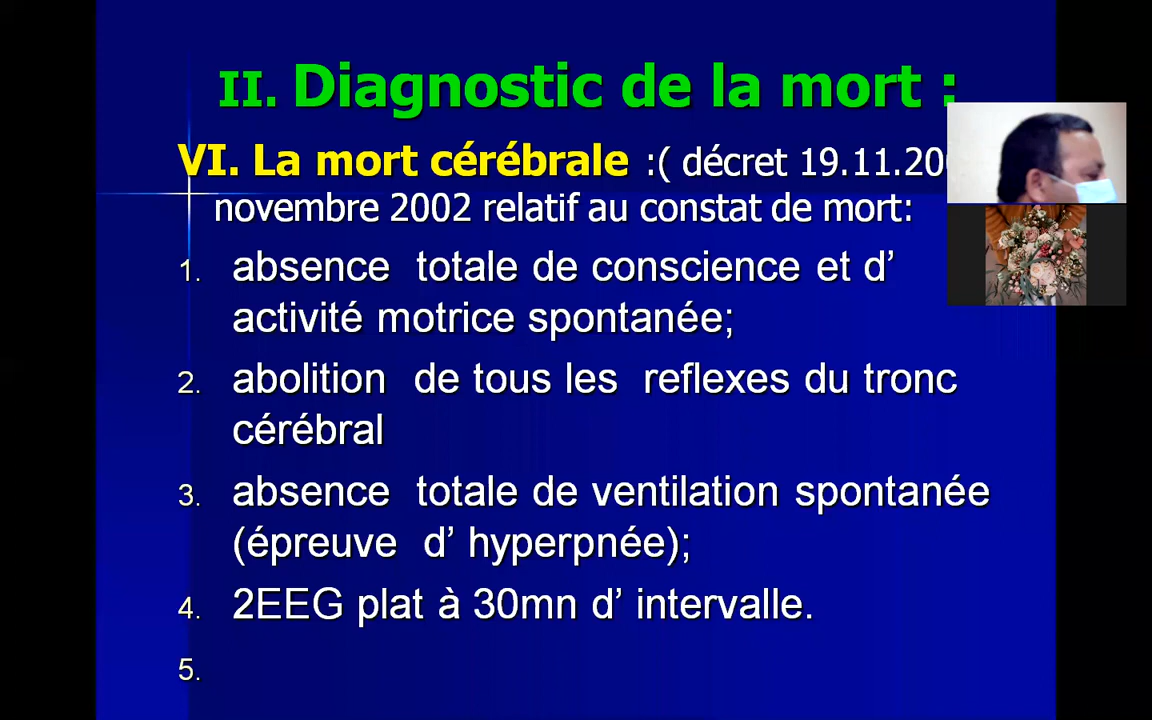 II. Diagnostic de la mort :
VI. La mort cérébrale :( décret 19.11.20
novembre 2002 relatif au constat de mort:
1. absence totale de conscience et d’
activité motrice spontanée;
2. abolition de tous les reflexes du tronc
cérébral
3. absence totale de ventilation spontanée
(épreuve d’ hyperpnée);
4. 2EEG plat à 30mn d’ intervalle.
5.